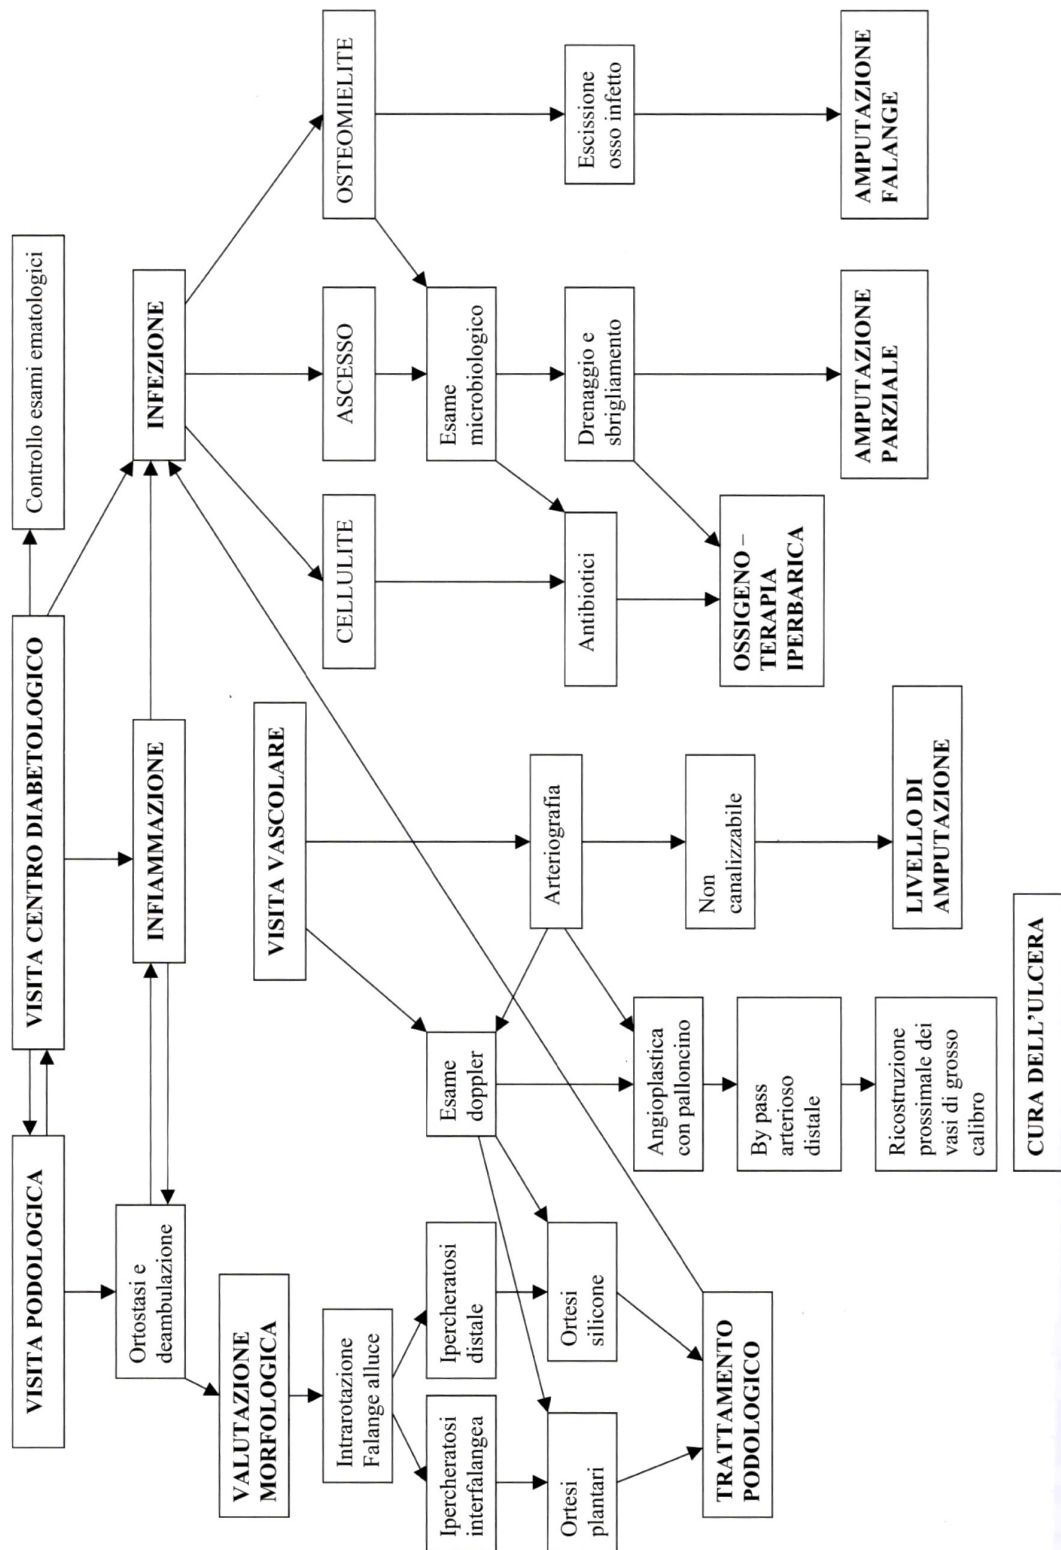 VISITA PODOLOGICA
VISITA CENTRO DIABETOLOGICO
Controllo esami ematologici
Ortostasi e
deambulazione
INFIAMMAZIONE
INFEZIONE
VALUTAZIONE
MORFOLOGICA
VISITA VASCOLARE
Intrarotazione
Falange alluce
CELLULITE
ASCESSO
OSTEOMIELITE
Ipercheratosi
interfalangea
Ipercheratosi
distale
Esame
doppler
Esame
microbiologico
Ortesi
plantari
Ortesi
silicone
Arteriografia
Antibiotici
Drenaggio e
sbrigliamento
Escissione
osso infetto
Angioplastica
con palloncino
Non
canalizzabile
TRATTAMENTO
PODOLOGICO
By pass
arterioso
distale
OSSIGENO –
TERAPIA
IPERBARICA
AMPUTAZIONE
PARZIALE
AMPUTAZIONE
FALANGE
Ricostruzione
prossimale dei
vasi di grosso
calibro
LIVELLO DI
AMPUTAZIONE
CURA DELL'ULCERA